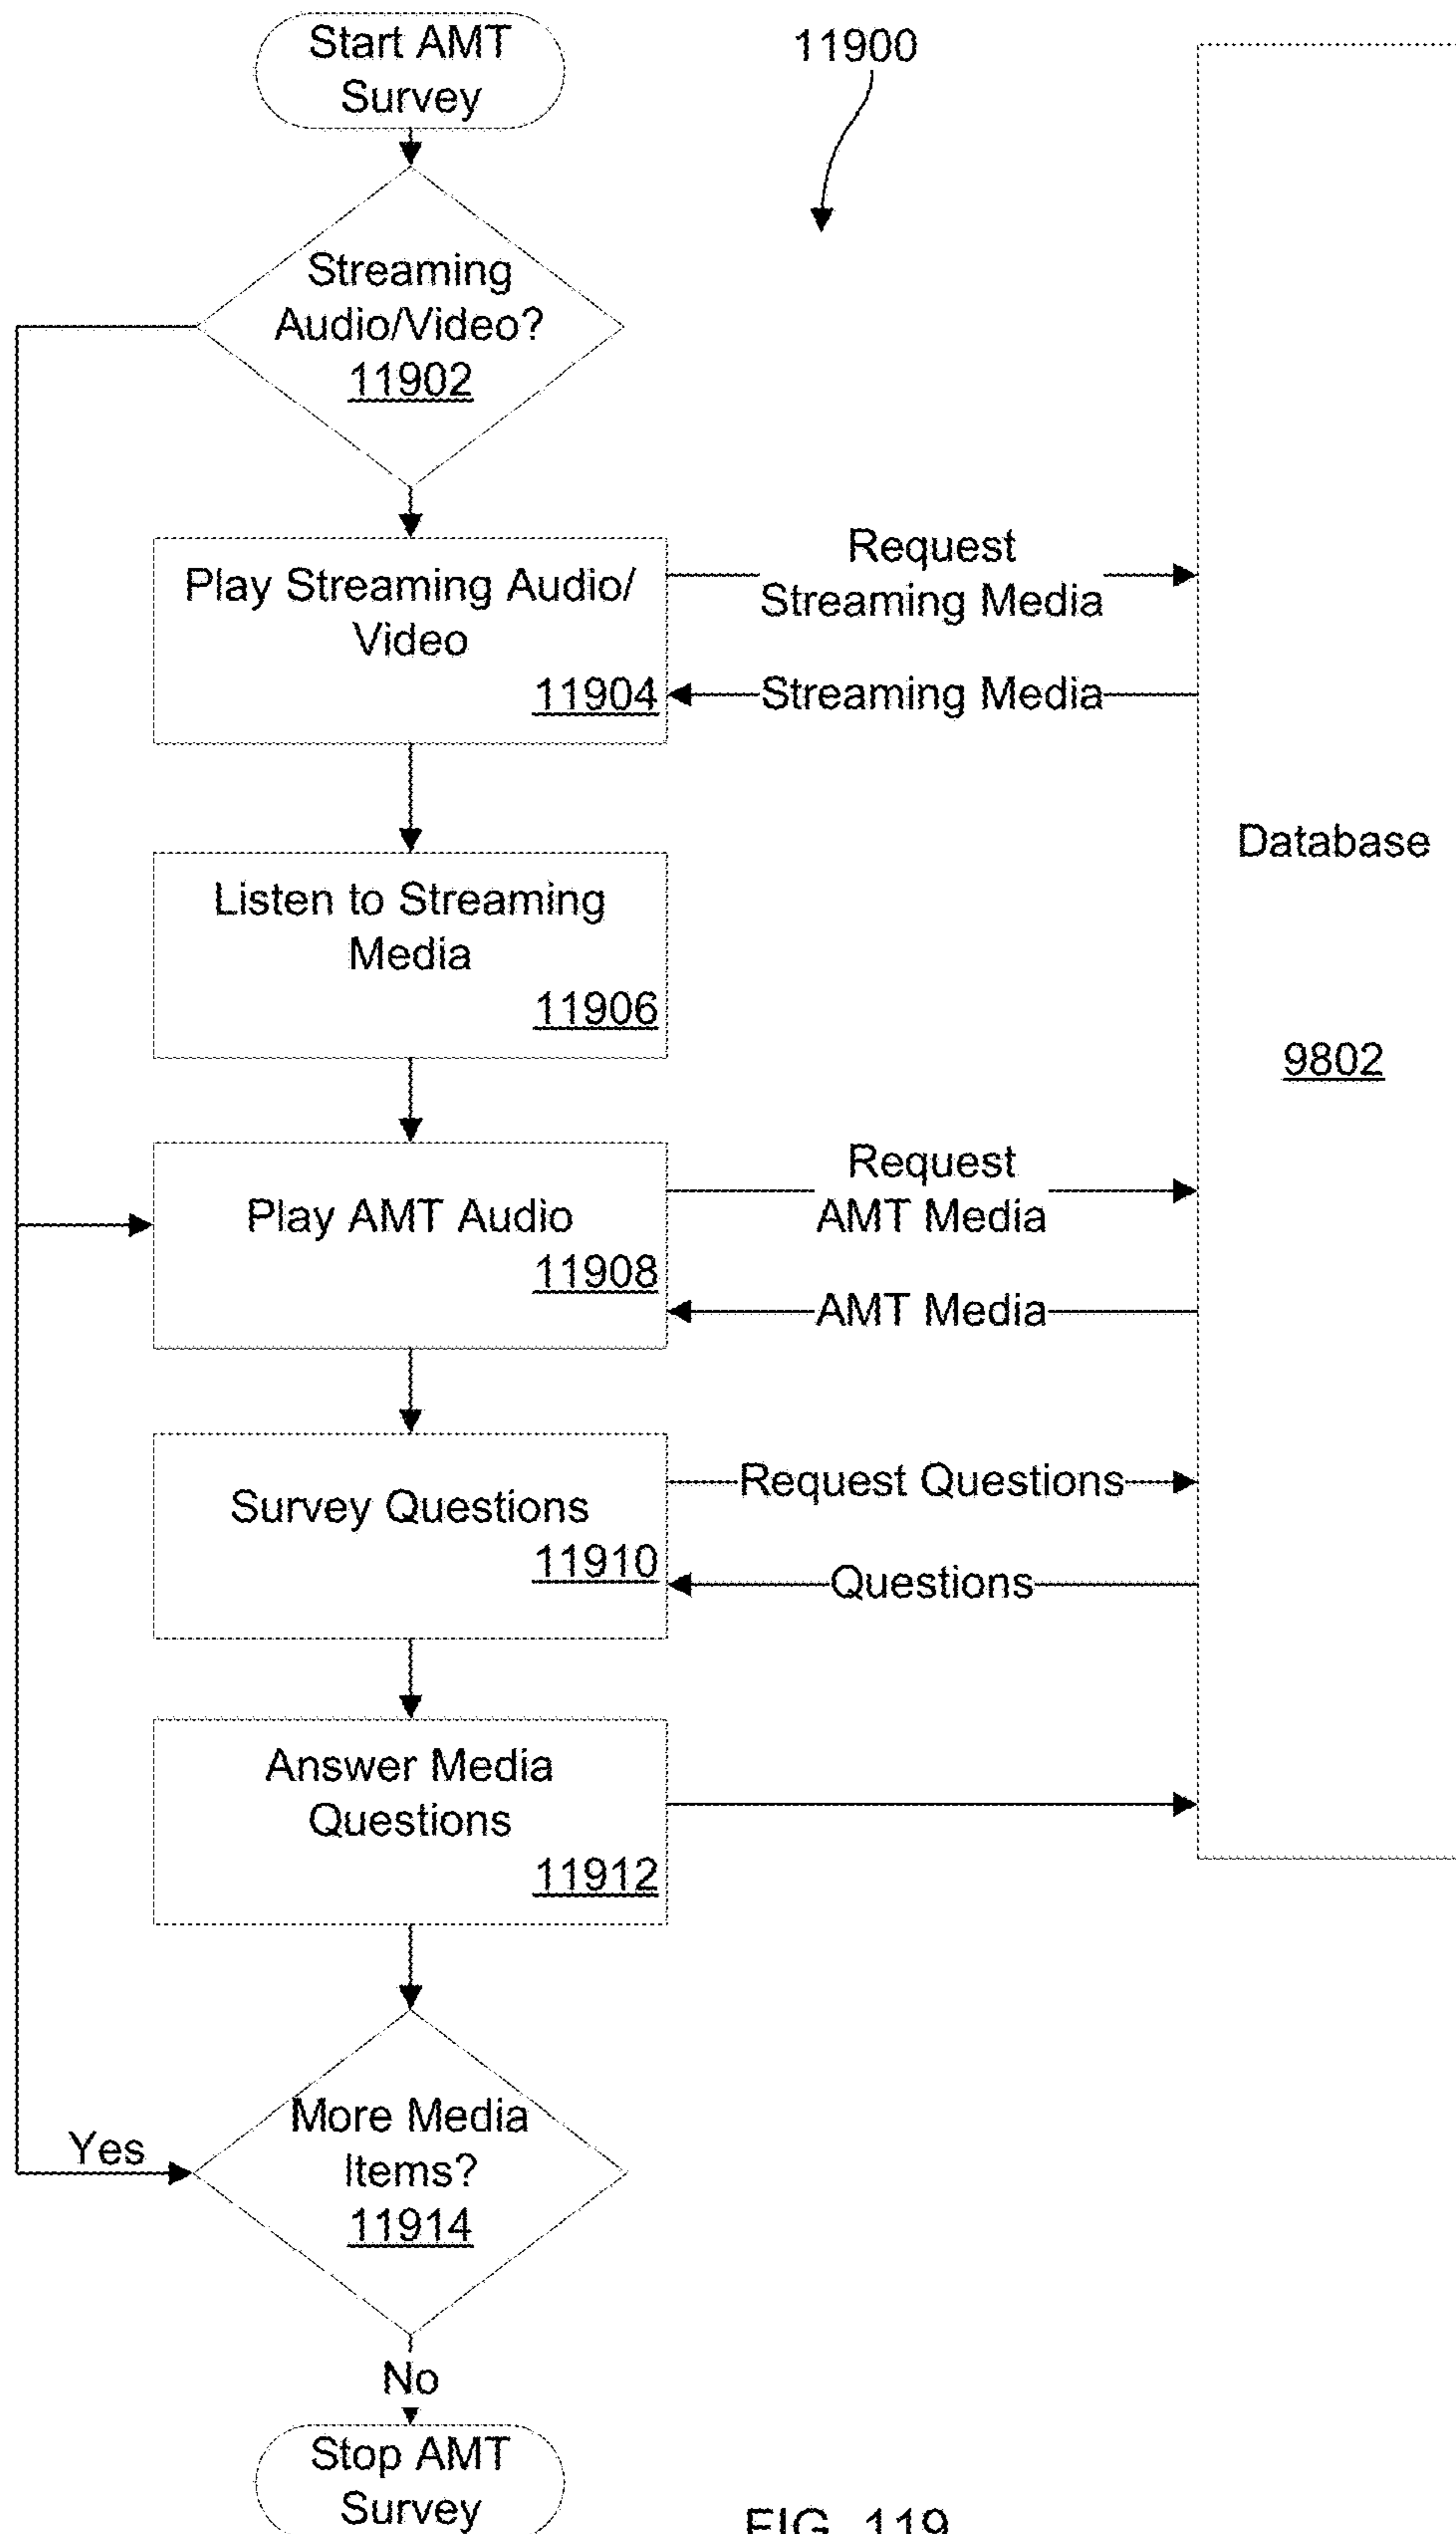 Start AMT
Survey
11900
Streaming
Audio/Video?
11902
Play Streaming Audio/
Video
11904
Request
Streaming Media
Streaming Media
Listen to Streaming
Media
11906
Database
9802
Play AMT Audio
11908
Request
AMT Media
AMT Media
Survey Questions
11910
Request Questions
Questions
Answer Media
Questions
11912
More Media
Items?
11914
Yes
No
Stop AMT
Survey
FIG. 119